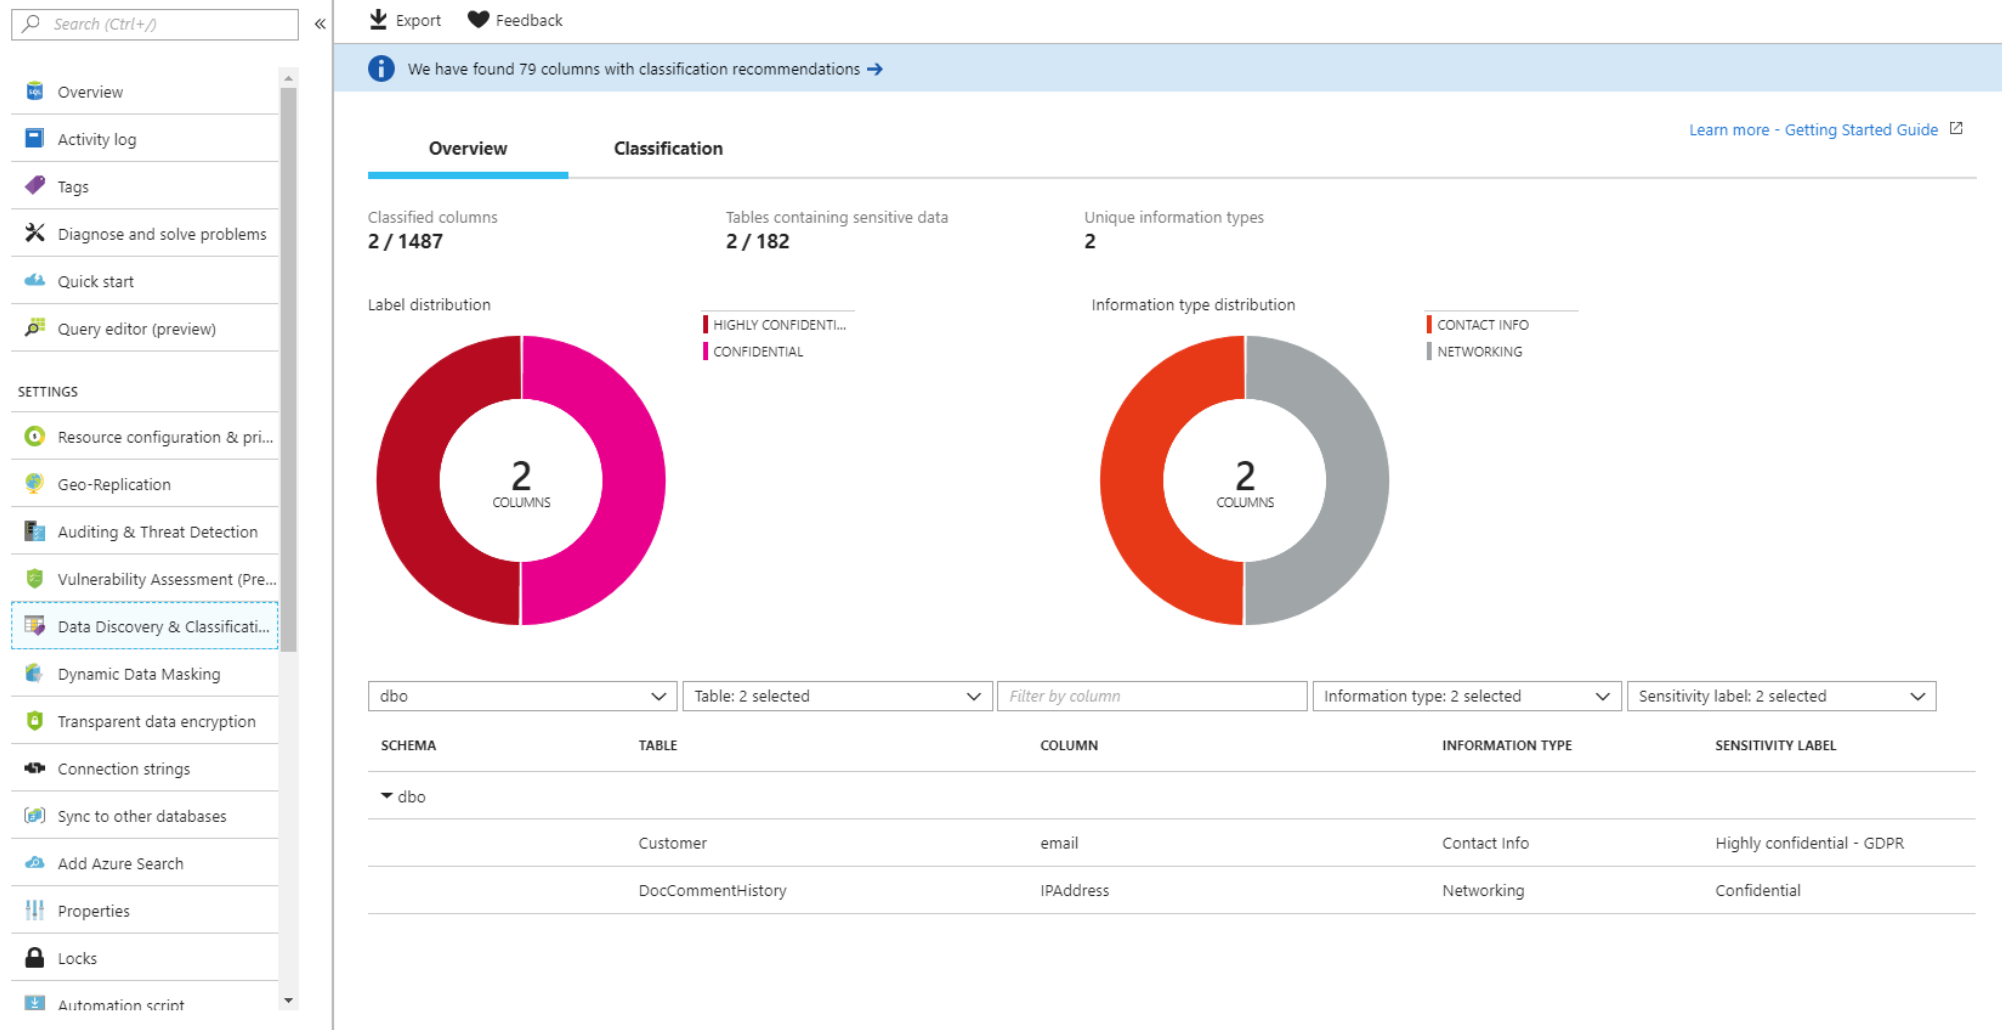 Search (Ctrl+/)
«
Overview
Activity log
Tags
Diagnose and solve problems
Quick start
Query editor (preview)
SETTINGS
Resource configuration & pri...
Geo-Replication
Auditing & Threat Detection
Vulnerability Assessment (Pre...
Data Discovery & Classificati...
Dynamic Data Masking
Transparent data encryption
Connection strings
Sync to other databases
Add Azure Search
Properties
Locks
Automation script
Export Feedback
We have found 79 columns with classification recommendations →
Learn more - Getting Started Guide
Overview Classification
Classified columns Tables containing sensitive data Unique information types
2 / 1487 2 / 182 2
Label distribution
HIGHLY CONFIDENTI...
CONFIDENTIAL
2
COLUMNS
Information type distribution
CONTACT INFO
NETWORKING
2
COLUMNS
dbo Table: 2 selected Filter by column Information type: 2 selected Sensitivity label: 2 selected
SCHEMA TABLE COLUMN INFORMATION TYPE SENSITIVITY LABEL
dbo
Customer email Contact Info Highly confidential - GDPR
DocCommentHistory IPAddress Networking Confidential